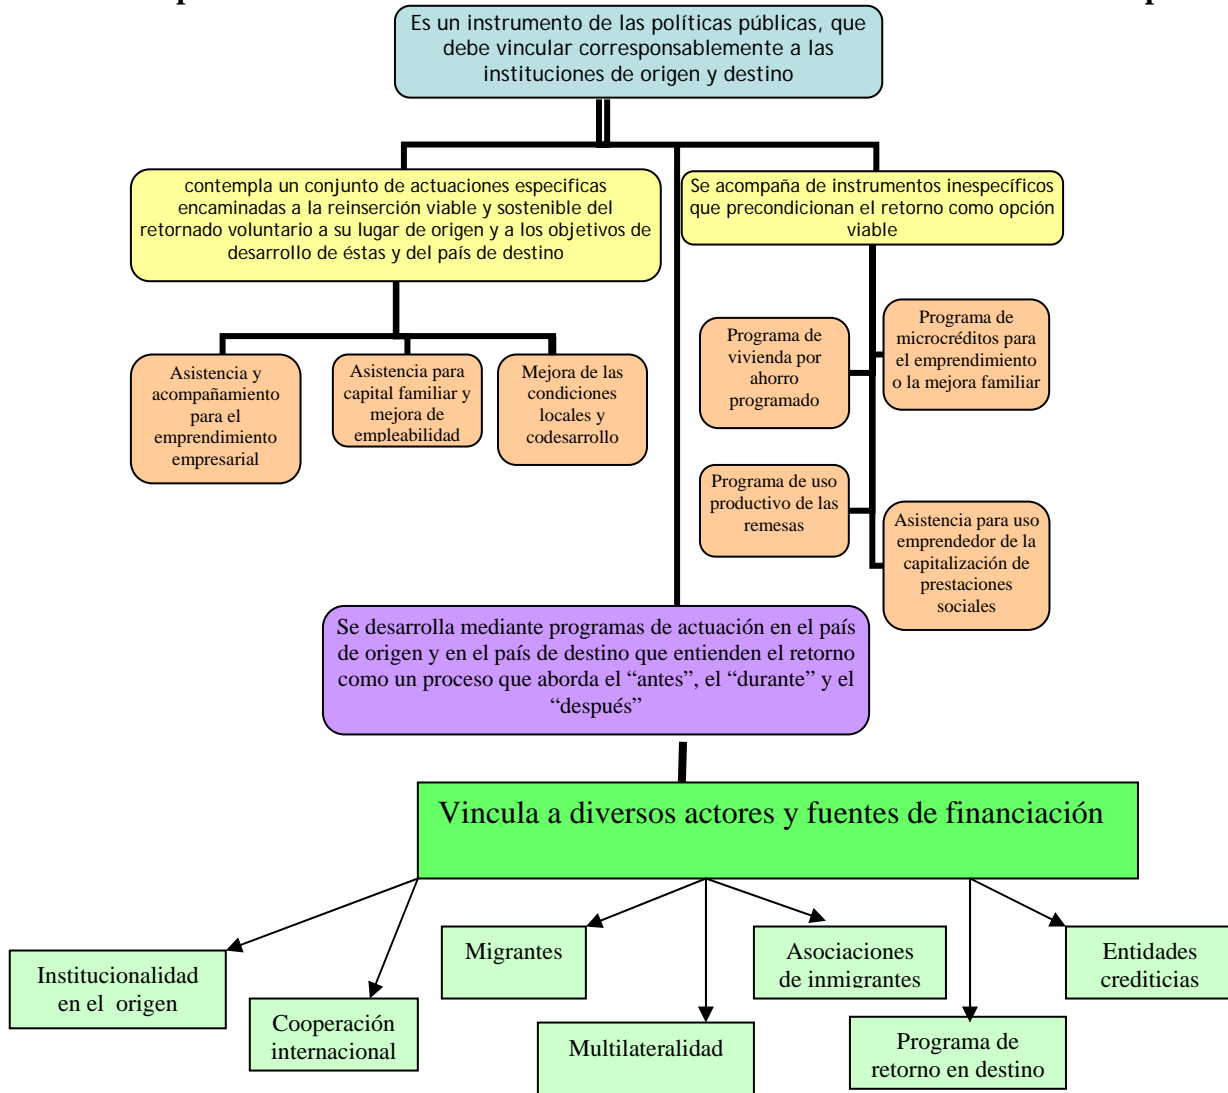 Es un instrumento de las políticas públicas, que
debe vincular corresponsablemente a las
instituciones de origen y destino
contempla un conjunto de actuaciones especificas
encaminadas a la reinserción viable y sostenible del
retornado voluntario a su lugar de origen y a los objetivos de
desarrollo de éstas y del país de destino
Se acompaña de instrumentos inespecíficos
que precondicionan el retorno como opción
viable
Asistencia y
acompañamiento
para el
emprendimiento
empresarial
Asistencia para
capital familiar y
mejora de
empleabilidad
Mejora de las
condiciones
locales y
codesarrollo
Programa de
vivienda por
ahorro
programado
Programa de
microcréditos para
el emprendimiento
o la mejora familiar
Programa de uso
productivo de las
remesas
Asistencia para uso
emprendedor de la
capitalización de
prestaciones
sociales
Se desarrolla mediante programas de actuación en el país
de origen y en el país de destino que entienden el retorno
como un proceso que aborda el “antes”, el “durante” y el
“después”
Vincula a diversos actores y fuentes de financiación
Institucionalidad
en el origen
Cooperación
internacional
Migrantes
Multilateralidad
Asociaciones
de inmigrantes
Programa de
retorno en destino
Entidades
crediticias